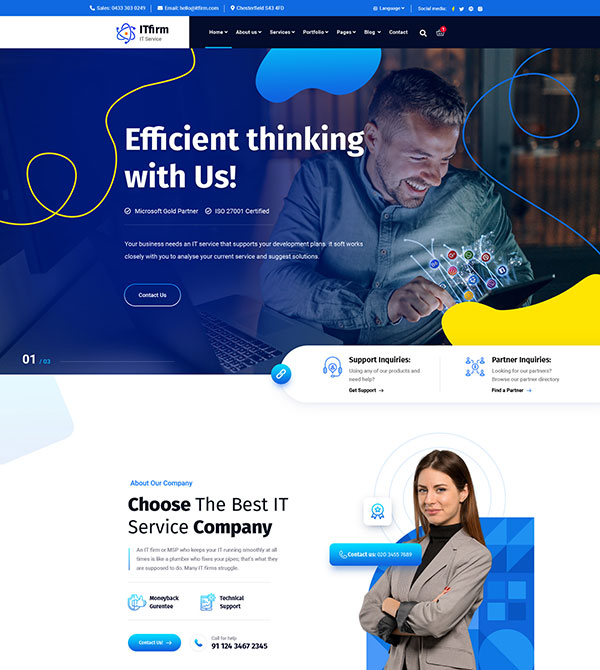 Sales: 0433 303 0249 Email: hello@itfirm.com Chesterfield S43 4FD Language Social media:
ITfirm
IT Service
Home About us Services Portfolio Pages Blog Contact
Efficient thinking
with Us!
Microsoft Gold Partner ISO 27001 Certified
Your business needs an IT service that supports your development plans. It soft works
closely with you to analyse your current service and suggest solutions.
Contact Us
01 / 03
Support Inquiries:
Using any of our products and
need help?
Get Support
Partner Inquiries:
Looking for our partners?
Browse our partner directory
Find a Partner
About Our Company
Choose The Best IT
Service Company
An IT firm or MSP who keeps your IT running smoothly at all
times is like a plumber who fixes your pipes; that's what they
are supposed to do. Many IT firms struggle.
Moneyback
Gurentee
Technical
Support
Contact Us!
Call for help
91 124 3467 2345
Contact us: 020 3455 7689